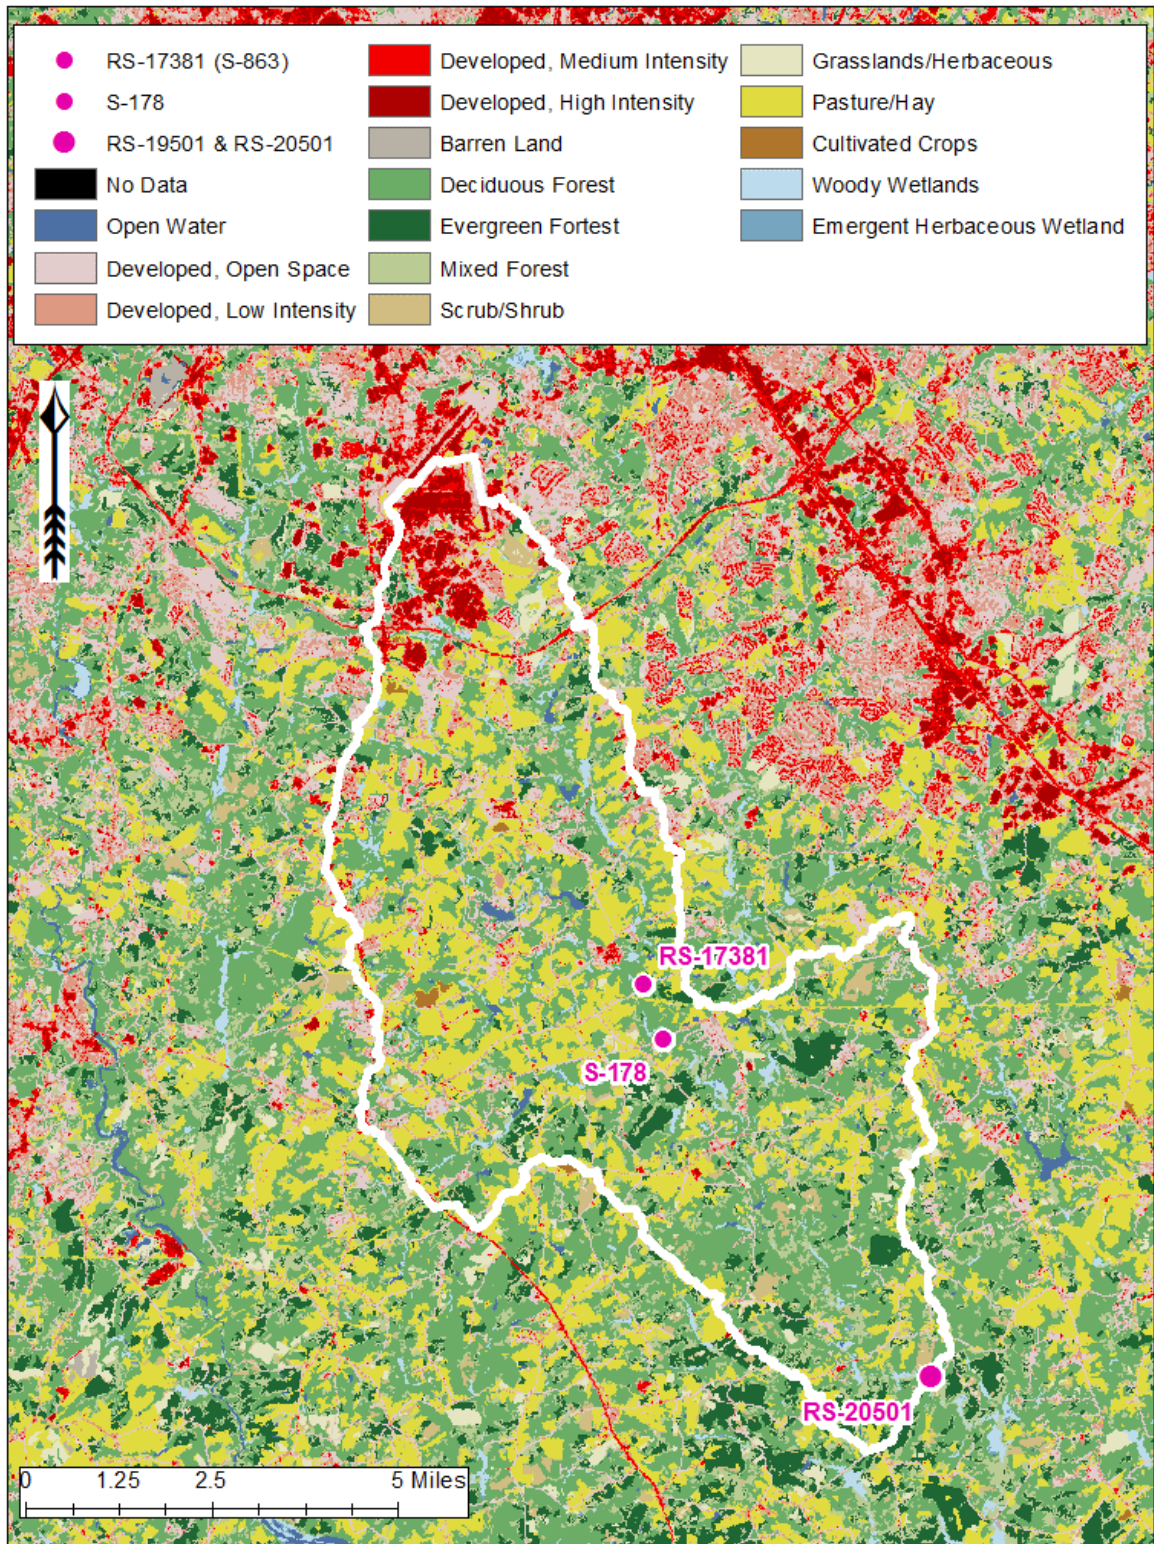 RS-17381 (S-863)
S-178
RS-19501 & RS-20501
No Data
Open Water
Developed, Open Space
Developed, Low Intensity
Developed, Medium Intensity
Developed, High Intensity
Barren Land
Deciduous Forest
Evergreen Fortest
Mixed Forest
Scrub/Shrub
Grasslands/Herbaceous
Pasture/Hay
Cultivated Crops
Woody Wetlands
Emergent Herbaceous Wetland
RS-17381
S-178
RS-20501
0 1.25 2.5 5 Miles